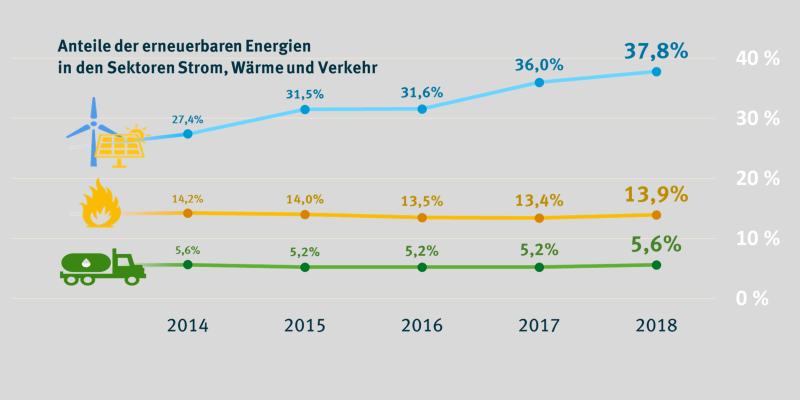 Anteile der erneuerbaren Energien
in den Sektoren Strom, Wärme und Verkehr
27,4% 31,5% 31,6% 36,0% 37,8%
14,2% 14,0% 13,5% 13,4% 13,9%
5,6% 5,2% 5,2% 5,2% 5,6%
40 %
30 %
20 %
10 %
0 %
2014 2015 2016 2017 2018